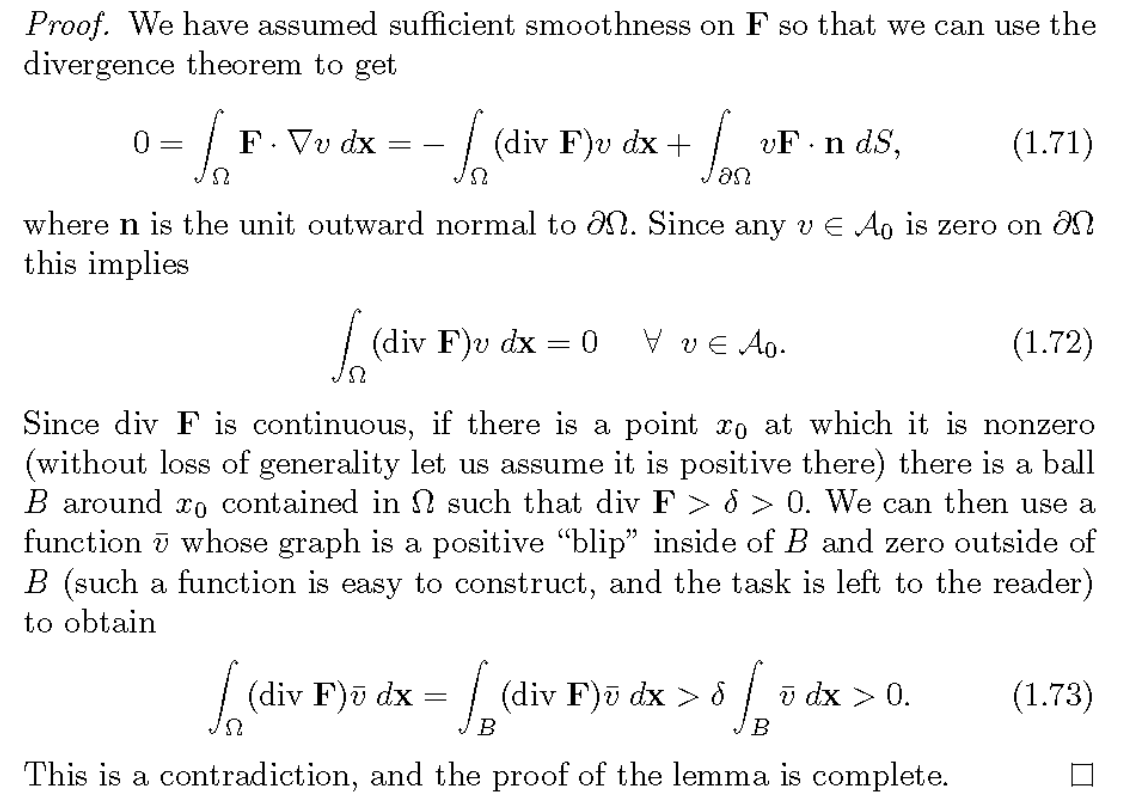 Proof. We have assumed sufficient smoothness on F so that we can use the
divergence theorem to get
0 = ∫_Ω F · ∇v dx = − ∫_Ω (div F)v dx + ∫_∂Ω vF · n dS, (1.71)
where n is the unit outward normal to ∂Ω. Since any v ∈ 𝒜₀ is zero on ∂Ω
this implies
∫_Ω (div F)v dx = 0 ∀ v ∈ 𝒜₀. (1.72)
Since div F is continuous, if there is a point x₀ at which it is nonzero
(without loss of generality let us assume it is positive there) there is a ball
B around x₀ contained in Ω such that div F > δ > 0. We can then use a
function v̄ whose graph is a positive “blip” inside of B and zero outside of
B (such a function is easy to construct, and the task is left to the reader)
to obtain
∫_Ω (div F)v̄ dx = ∫_B (div F)v̄ dx > δ ∫_B v̄ dx > 0. (1.73)
This is a contradiction, and the proof of the lemma is complete. □